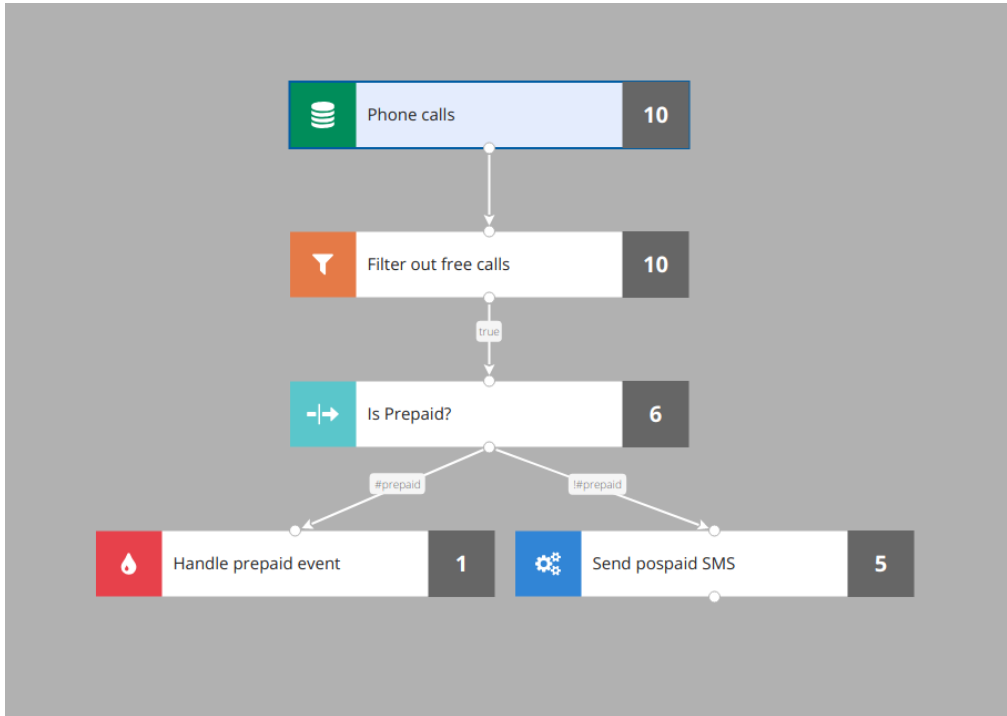 Phone calls
10
Filter out free calls
10
true
Is Prepaid?
6
#prepaid
!#prepaid
Handle prepaid event
1
Send pospaid SMS
5